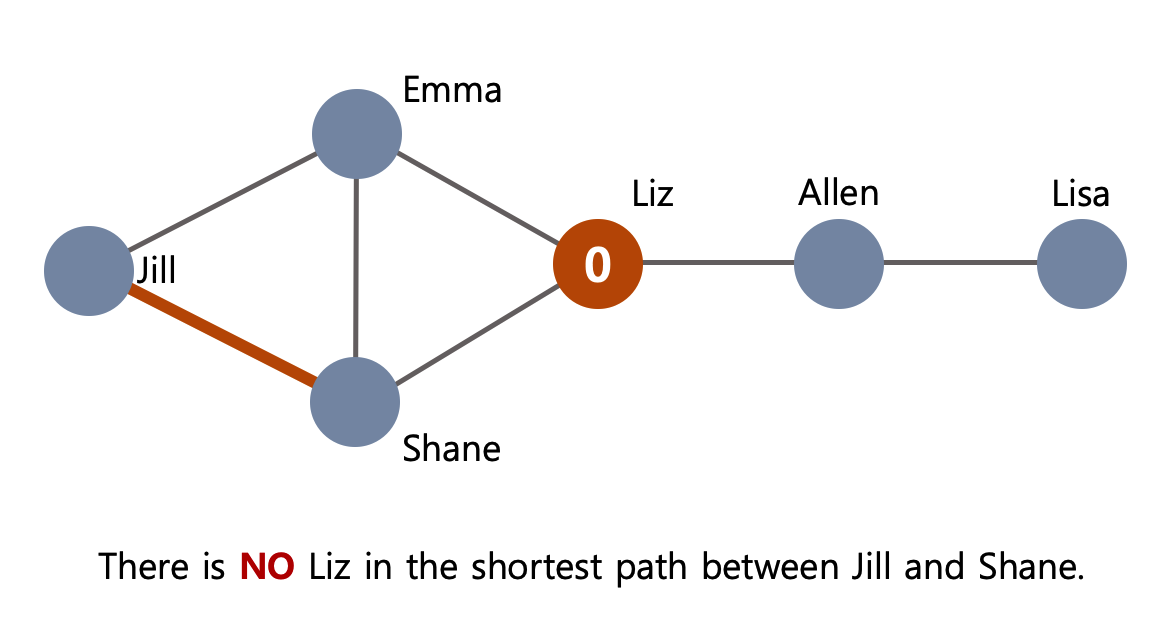 Emma
Liz
Allen
Lisa
0
Jill
Shane
There is NO Liz in the shortest path between Jill and Shane.